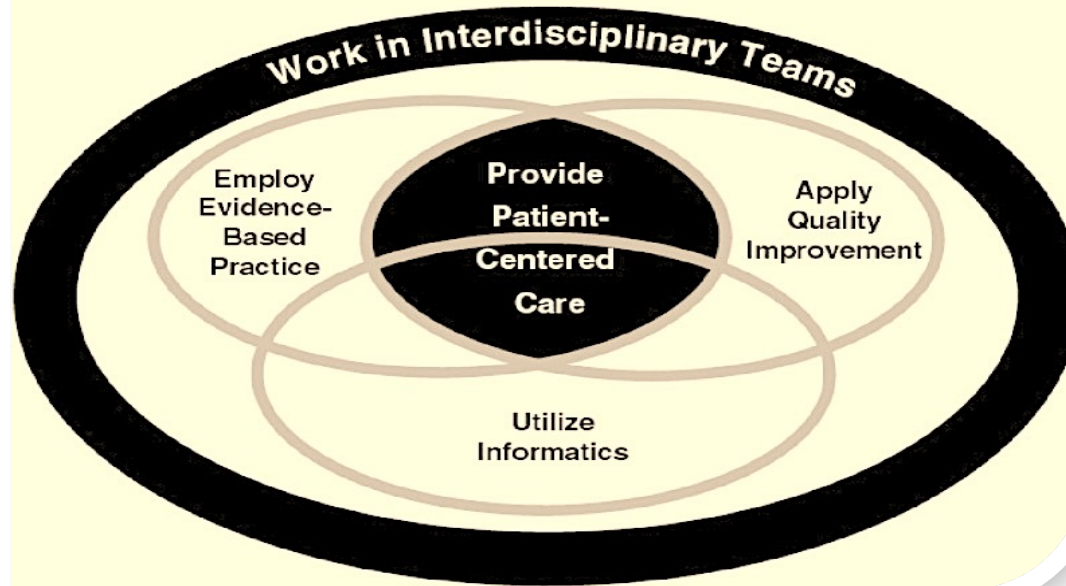 Work in Interdisciplinary Teams
Employ
Evidence-
Based
Practice
Provide
Patient-
Centered
Care
Apply
Quality
Improvement
Utilize
Informatics